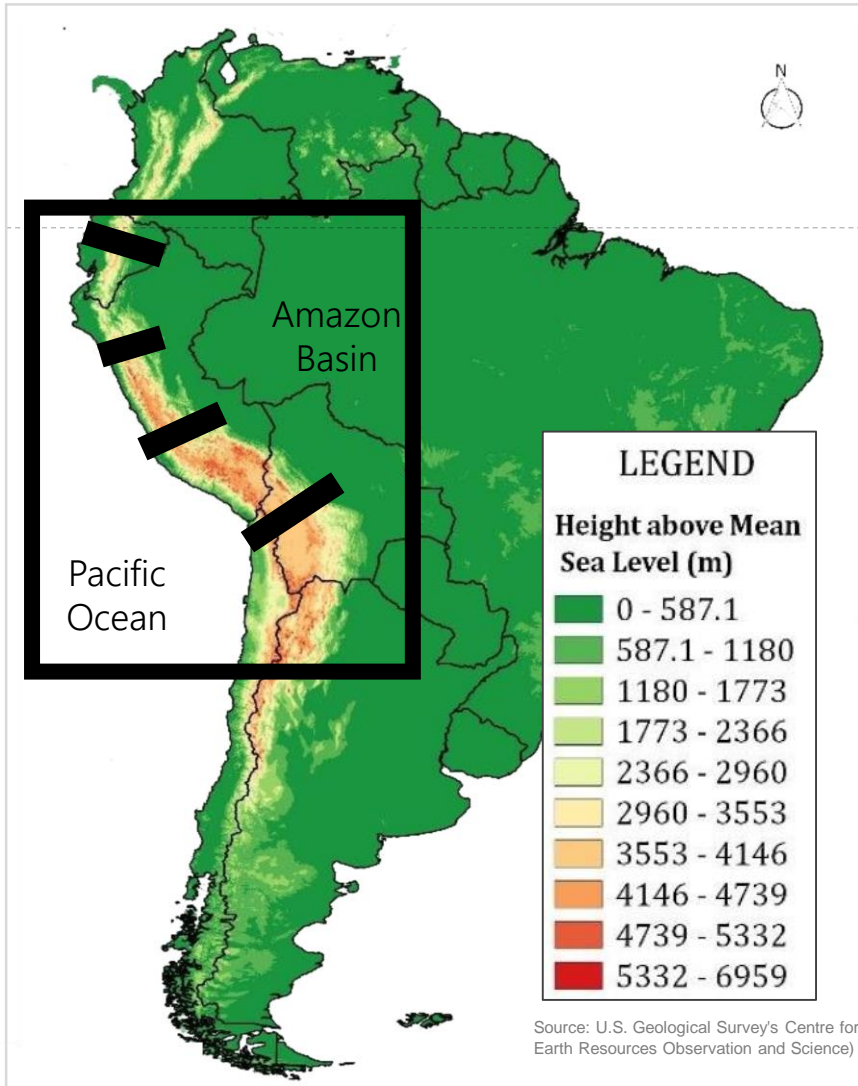 N
Amazon
Basin
Pacific
Ocean
LEGEND
Height above Mean
Sea Level (m)
0 - 587.1
587.1 - 1180
1180 - 1773
1773 - 2366
2366 - 2960
2960 - 3553
3553 - 4146
4146 - 4739
4739 - 5332
5332 - 6959
Source: U.S. Geological Survey's Centre for
Earth Resources Observation and Science)